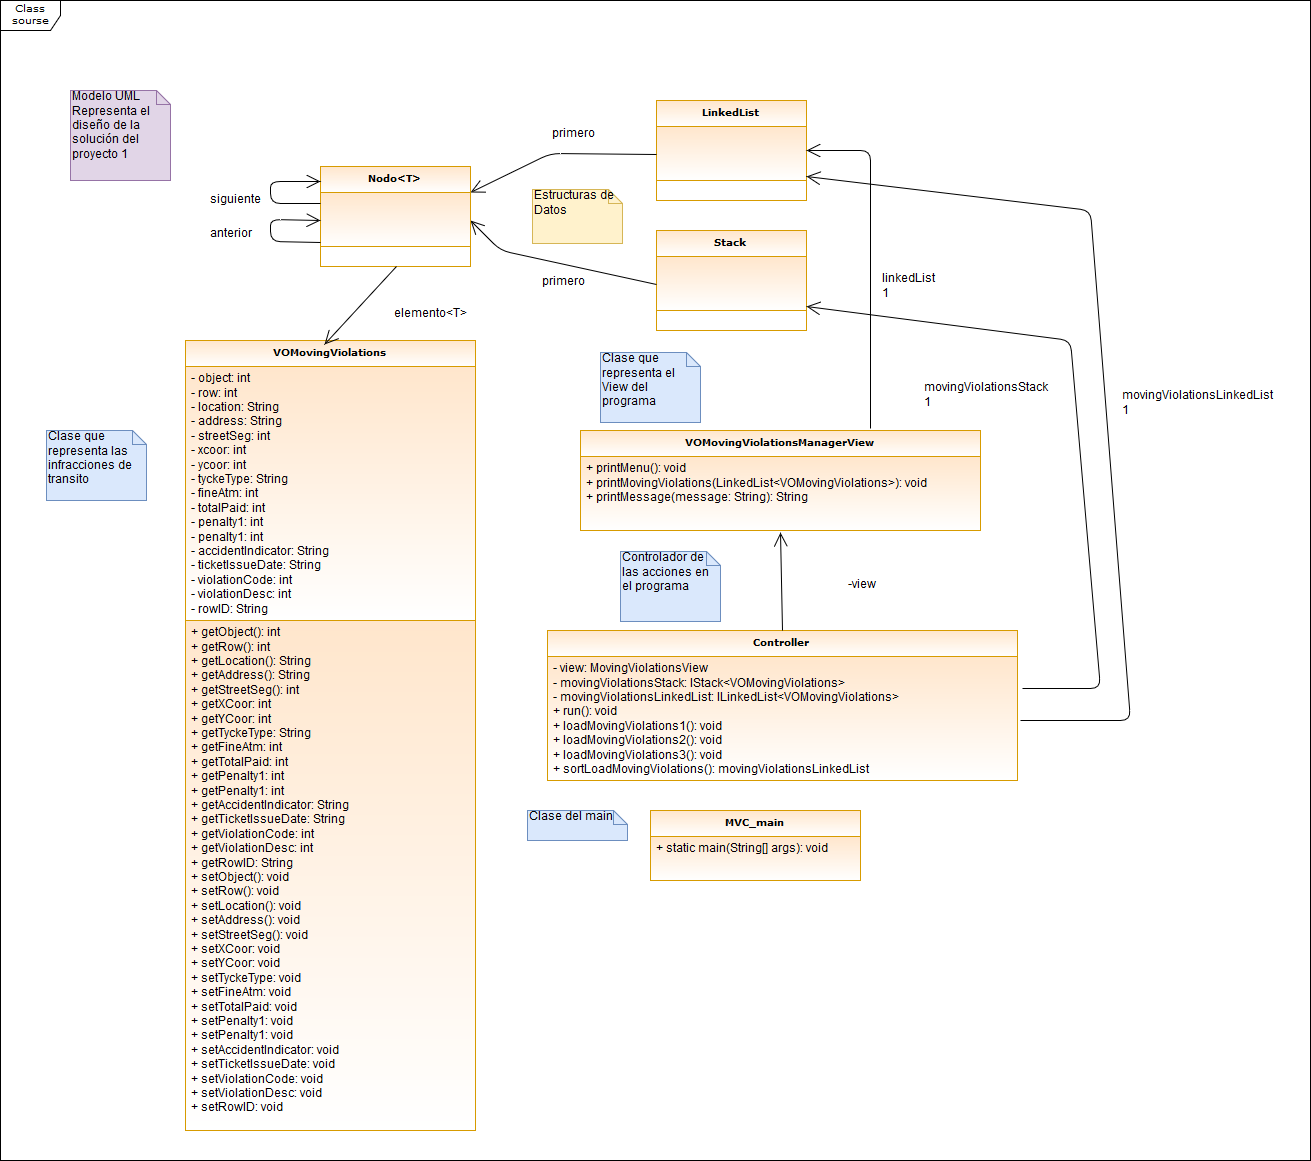 Class
sourse
Modelo UML
Representa el
diseño de la
solución del
proyecto 1
LinkedList
primero
Nodo<T>
siguiente
anterior
Estructuras de
Datos
Stack
primero
linkedList
1
elemento<T>
VOMovingViolations
- object: int
- row: int
- location: String
- address: String
- streetSeg: int
- xcoor: int
- ycoor: int
- tyckeType: String
- fineAtm: int
- totalPaid: int
- penalty1: int
- penalty1: int
- accidentIndicator: String
- ticketIssueDate: String
- violationCode: int
- violationDesc: int
- rowID: String
+ getObject(): int
+ getRow(): int
+ getLocation(): String
+ getAddress(): String
+ getStreetSeg(): int
+ getXCoor: int
+ getYCoor: int
+ getTyckeType: String
+ getFineAtm: int
+ getTotalPaid: int
+ getPenalty1: int
+ getPenalty1: int
+ getAccidentIndicator: String
+ getTicketIssueDate: String
+ getViolationCode: int
+ getViolationDesc: int
+ getRowID: String
+ setObject(): void
+ setRow(): void
+ setLocation(): void
+ setAddress(): void
+ setStreetSeg(): void
+ setXCoor: void
+ setYCoor: void
+ setTyckeType: void
+ setFineAtm: void
+ setTotalPaid: void
+ setPenalty1: void
+ setPenalty1: void
+ setAccidentIndicator: void
+ setTicketIssueDate: void
+ setViolationCode: void
+ setViolationDesc: void
+ setRowID: void
Clase que
representa las
infracciones de
transito
Clase que
representa el
View del
programa
movingViolationsStack
1
movingViolationsLinkedList
1
VOMovingViolationsManagerView
+ printMenu(): void
+ printMovingViolations(LinkedList<VOMovingViolations>): void
+ printMessage(message: String): String
Controlador de
las acciones en
el programa
-view
Controller
- view: MovingViolationsView
- movingViolationsStack: IStack<VOMovingViolations>
- movingViolationsLinkedList: ILinkedList<VOMovingViolations>
+ run(): void
+ loadMovingViolations1(): void
+ loadMovingViolations2(): void
+ loadMovingViolations3(): void
+ sortLoadMovingViolations(): movingViolationsLinkedList
Clase del main
MVC_main
+ static main(String[] args): void